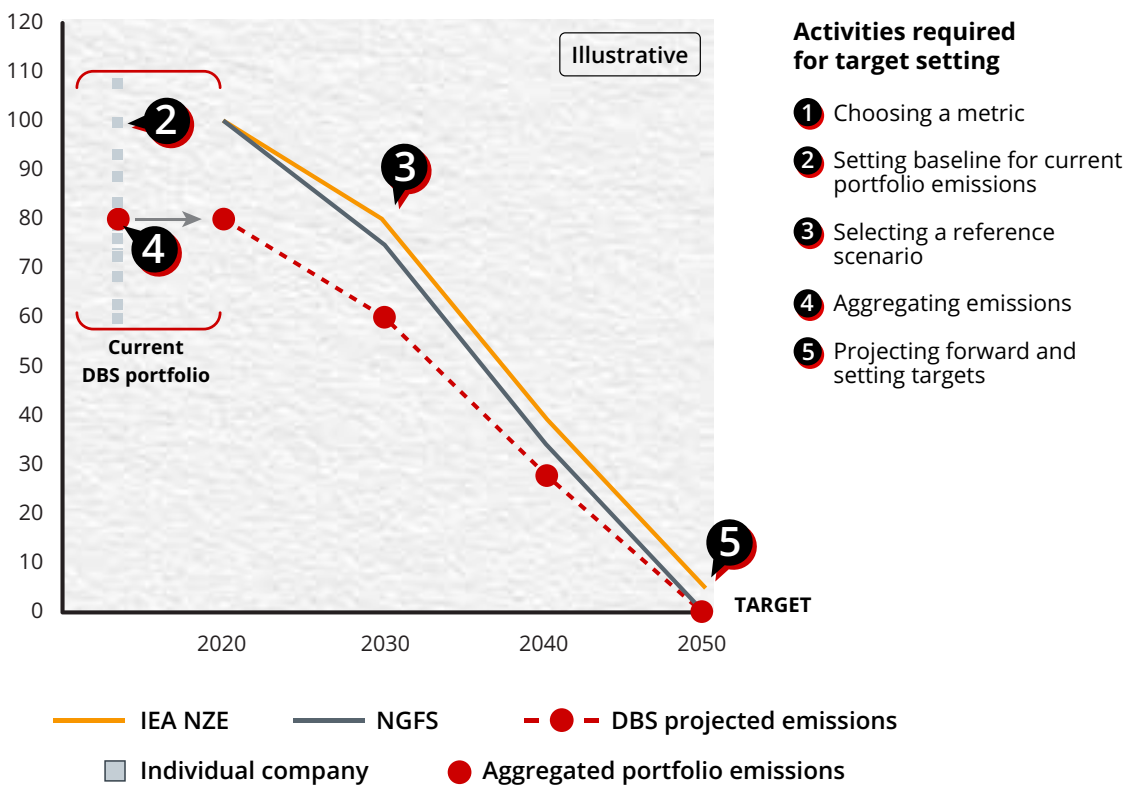 120
110
100
90
80
70
60
50
40
30
20
10
0
Illustrative
2
3
4
5
Current
DBS portfolio
TARGET
2020 2030 2040 2050
Activities required
for target setting
1 Choosing a metric
2 Setting baseline for current
portfolio emissions
3 Selecting a reference
scenario
4 Aggregating emissions
5 Projecting forward and
setting targets
IEA NZE NGFS DBS projected emissions
Individual company Aggregated portfolio emissions